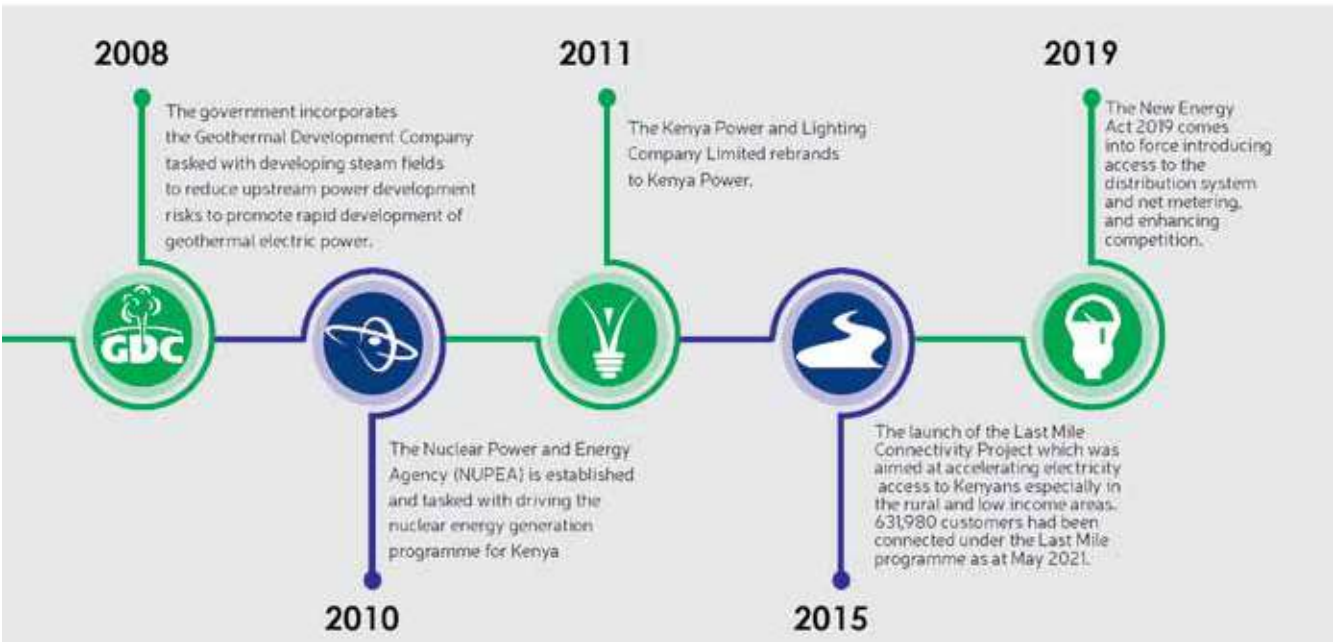 2008
The government incorporates
the Geothermal Development Company
tasked with developing steam fields
to reduce upstream power development
risks to promote rapid development of
geothermal electric power.
GDC
The Nuclear Power and Energy
Agency (NUPEA) is established
and tasked with driving the
nuclear energy generation
programme for Kenya
2010
2011
The Kenya Power and Lighting
Company Limited rebrands
to Kenya Power.
The launch of the Last Mile
Connectivity Project which was
aimed at accelerating electricity
access to Kenyans especially in
the rural and low income areas.
631,980 customers had been
connected under the Last Mile
programme as at May 2021.
2015
2019
The New Energy
Act 2019 comes
into force introducing
access to the
distribution system
and net metering,
and enhancing
competition.